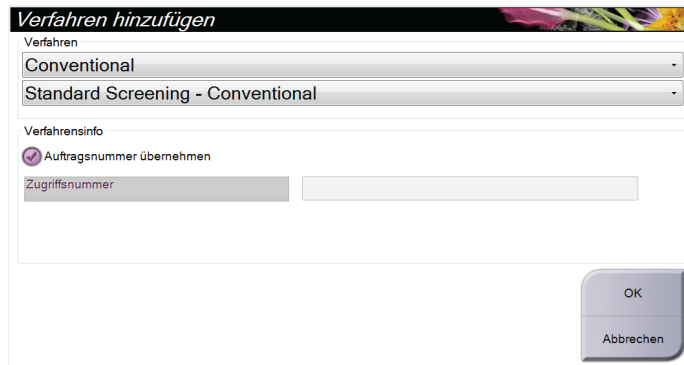 Verfahren hinzufügen
Verfahren
Conventional
Standard Screening - Conventional
Verfahrensinfo
Auftragsnummer übernehmen
Zugriffsnummer
OK
Abbrechen